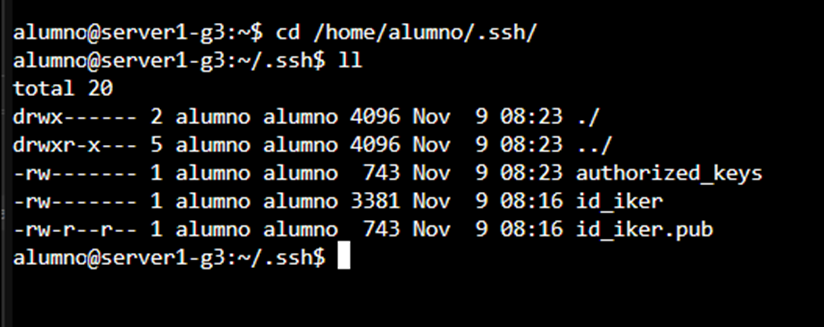 alumno@server1-g3:~$ cd /home/alumno/.ssh/
alumno@server1-g3:~/.ssh$ ll
total 20
drwx------ 2 alumno alumno 4096 Nov  9 08:23 ./
drwxr-x--- 5 alumno alumno 4096 Nov  9 08:23 ../
-rw------- 1 alumno alumno  743 Nov  9 08:23 authorized_keys
-rw------- 1 alumno alumno 3381 Nov  9 08:16 id_iker
-rw-r--r-- 1 alumno alumno  743 Nov  9 08:16 id_iker.pub
alumno@server1-g3:~/.ssh$